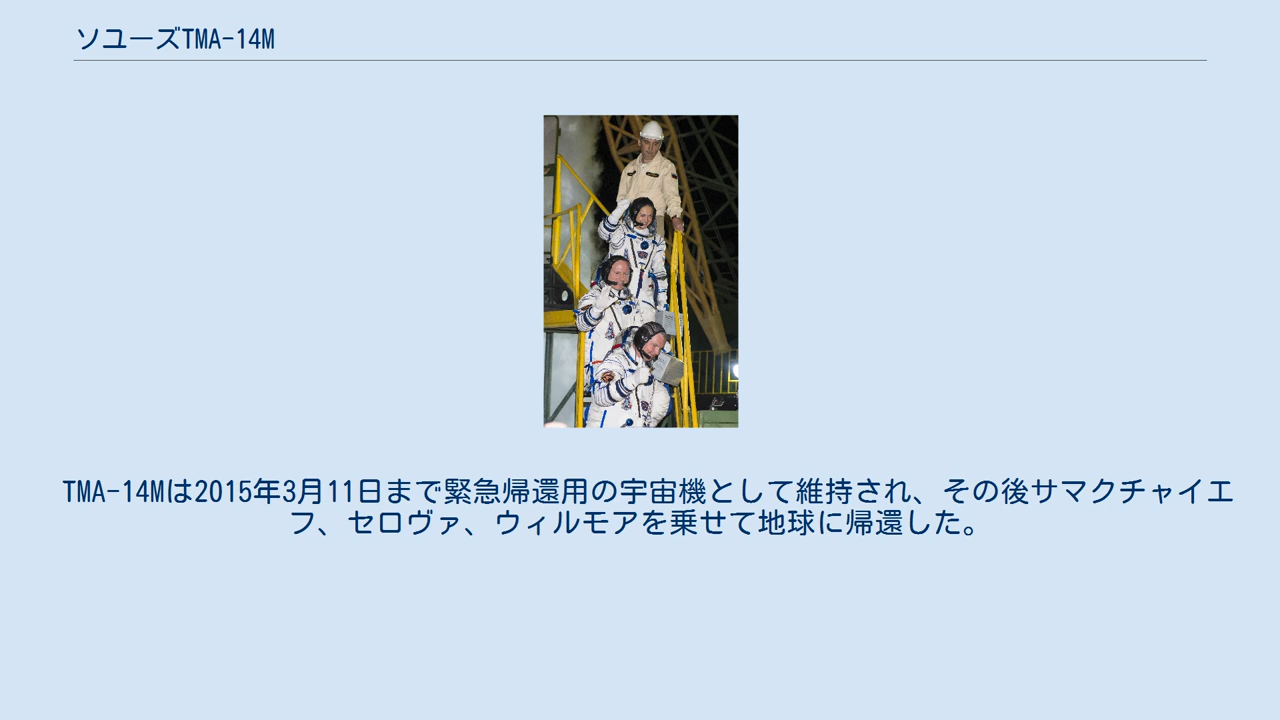 ソユーズTMA-14M
TMA-14Mは2015年3月11日まで緊急帰還用の宇宙機として維持され、その後サマクチャイエ
フ、セロヴァ、ウィルモアを乗せて地球に帰還した。